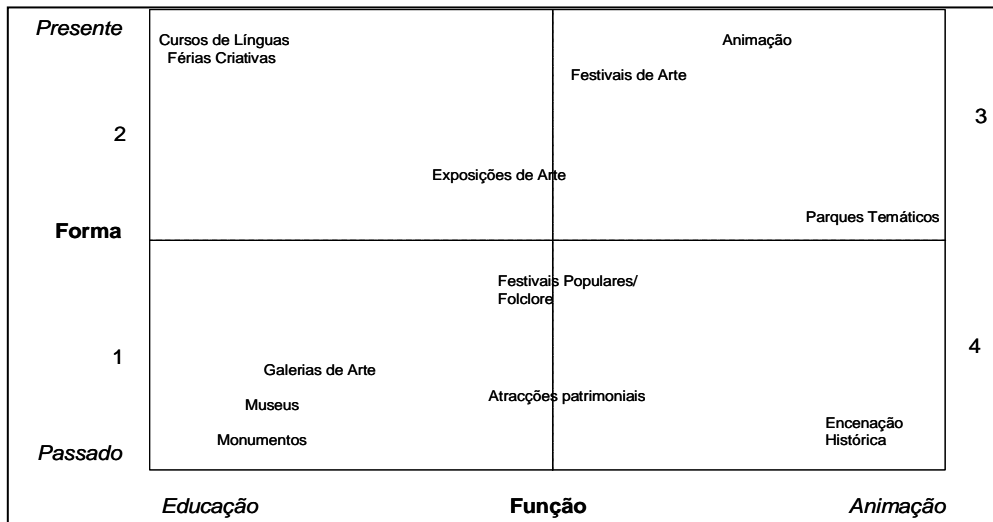 Presente
Cursos de Línguas
Férias Criativas
Animação
Festivais de Arte
2
3
Exposições de Arte
Parques Temáticos
Forma
Festivais Populares/
Folclore
1
4
Galerias de Arte
Atracções patrimoniais
Museus
Encenação
Histórica
Monumentos
Passado
Educação
Função
Animação